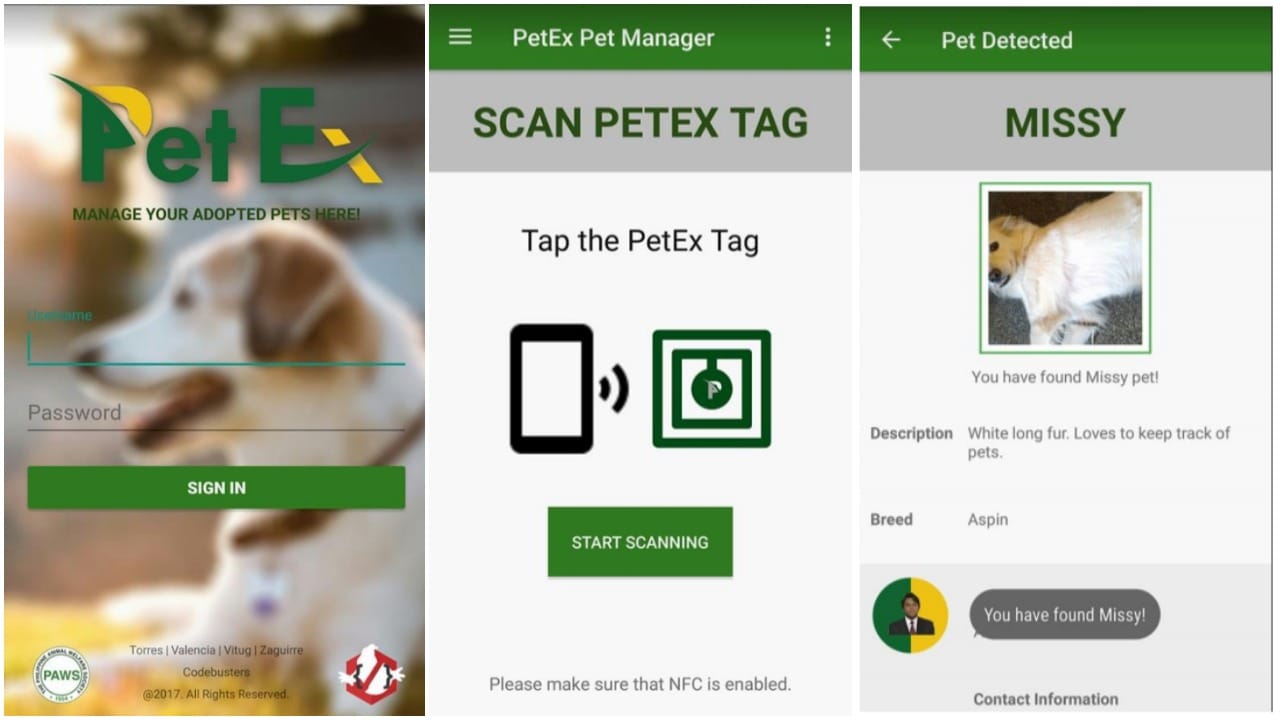 PetEx
MANAGE YOUR ADOPTED PETS HERE!
Username
Password
SIGN IN
PAWS
Torres | Valencia | Vitug | Zaguirre
Codebusters
@2017. All Rights Reserved.
PetEx Pet Manager
SCAN PETEX TAG
Tap the PetEx Tag
P
START SCANNING
Please make sure that NFC is enabled.
Pet Detected
MISSY
You have found Missy pet!
Description White long fur. Loves to keep track of
pets.
Breed Aspin
You have found Missy!
Contact Information